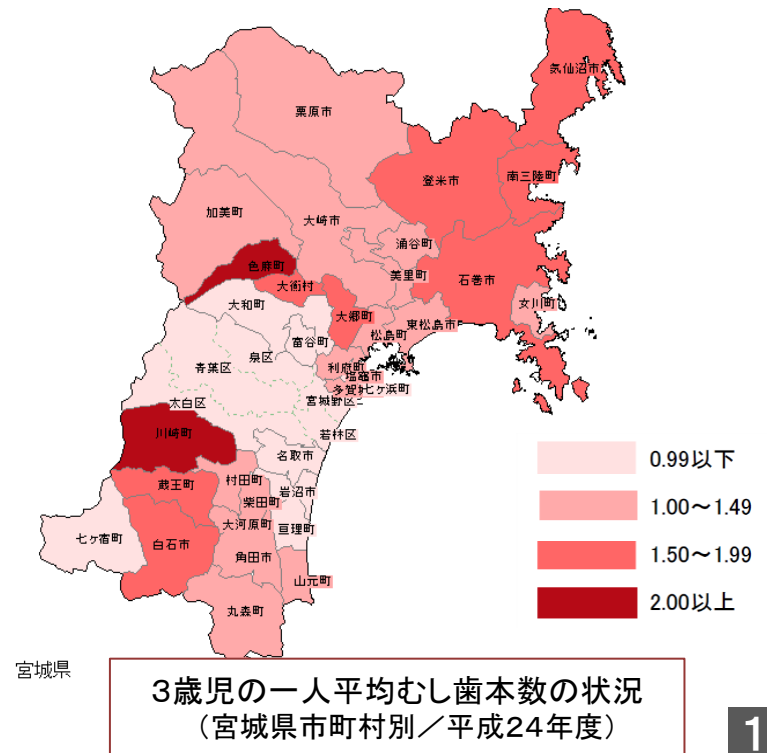 気仙沼市
栗原市
登米市
南三陸町
加美町
大崎市
涌谷町
色麻町
美里町
石巻市
大衡村
女川町
大和町
大郷町
東松島市
松島町
富谷町
泉区
青葉区
利府町
塩竈市
七ヶ浜町
宮城野区
太白区
若林区
川崎町
名取市
村田町
岩沼市
蔵王町
柴田町
大河原町
亘理町
七ヶ宿町
白石市
角田市
山元町
丸森町
0.99以下
1.00～1.49
1.50～1.99
2.00以上
宮城県
３歳児の一人平均むし歯本数の状況
（宮城県市町村別／平成２４年度）
1